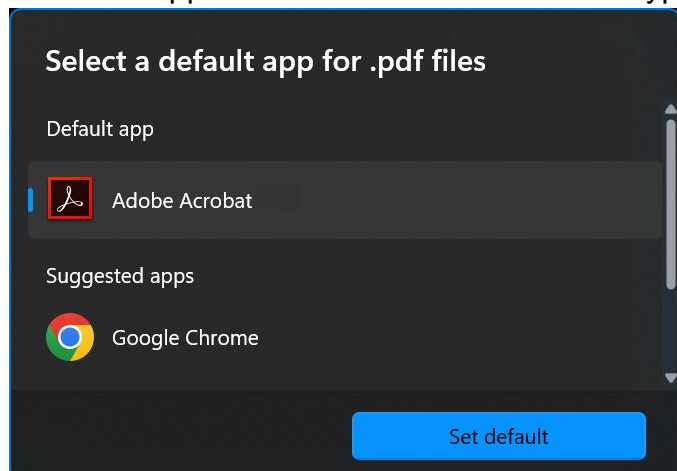 Select a default app for .pdf files
Default app
Adobe Acrobat
Suggested apps
Google Chrome
Set default